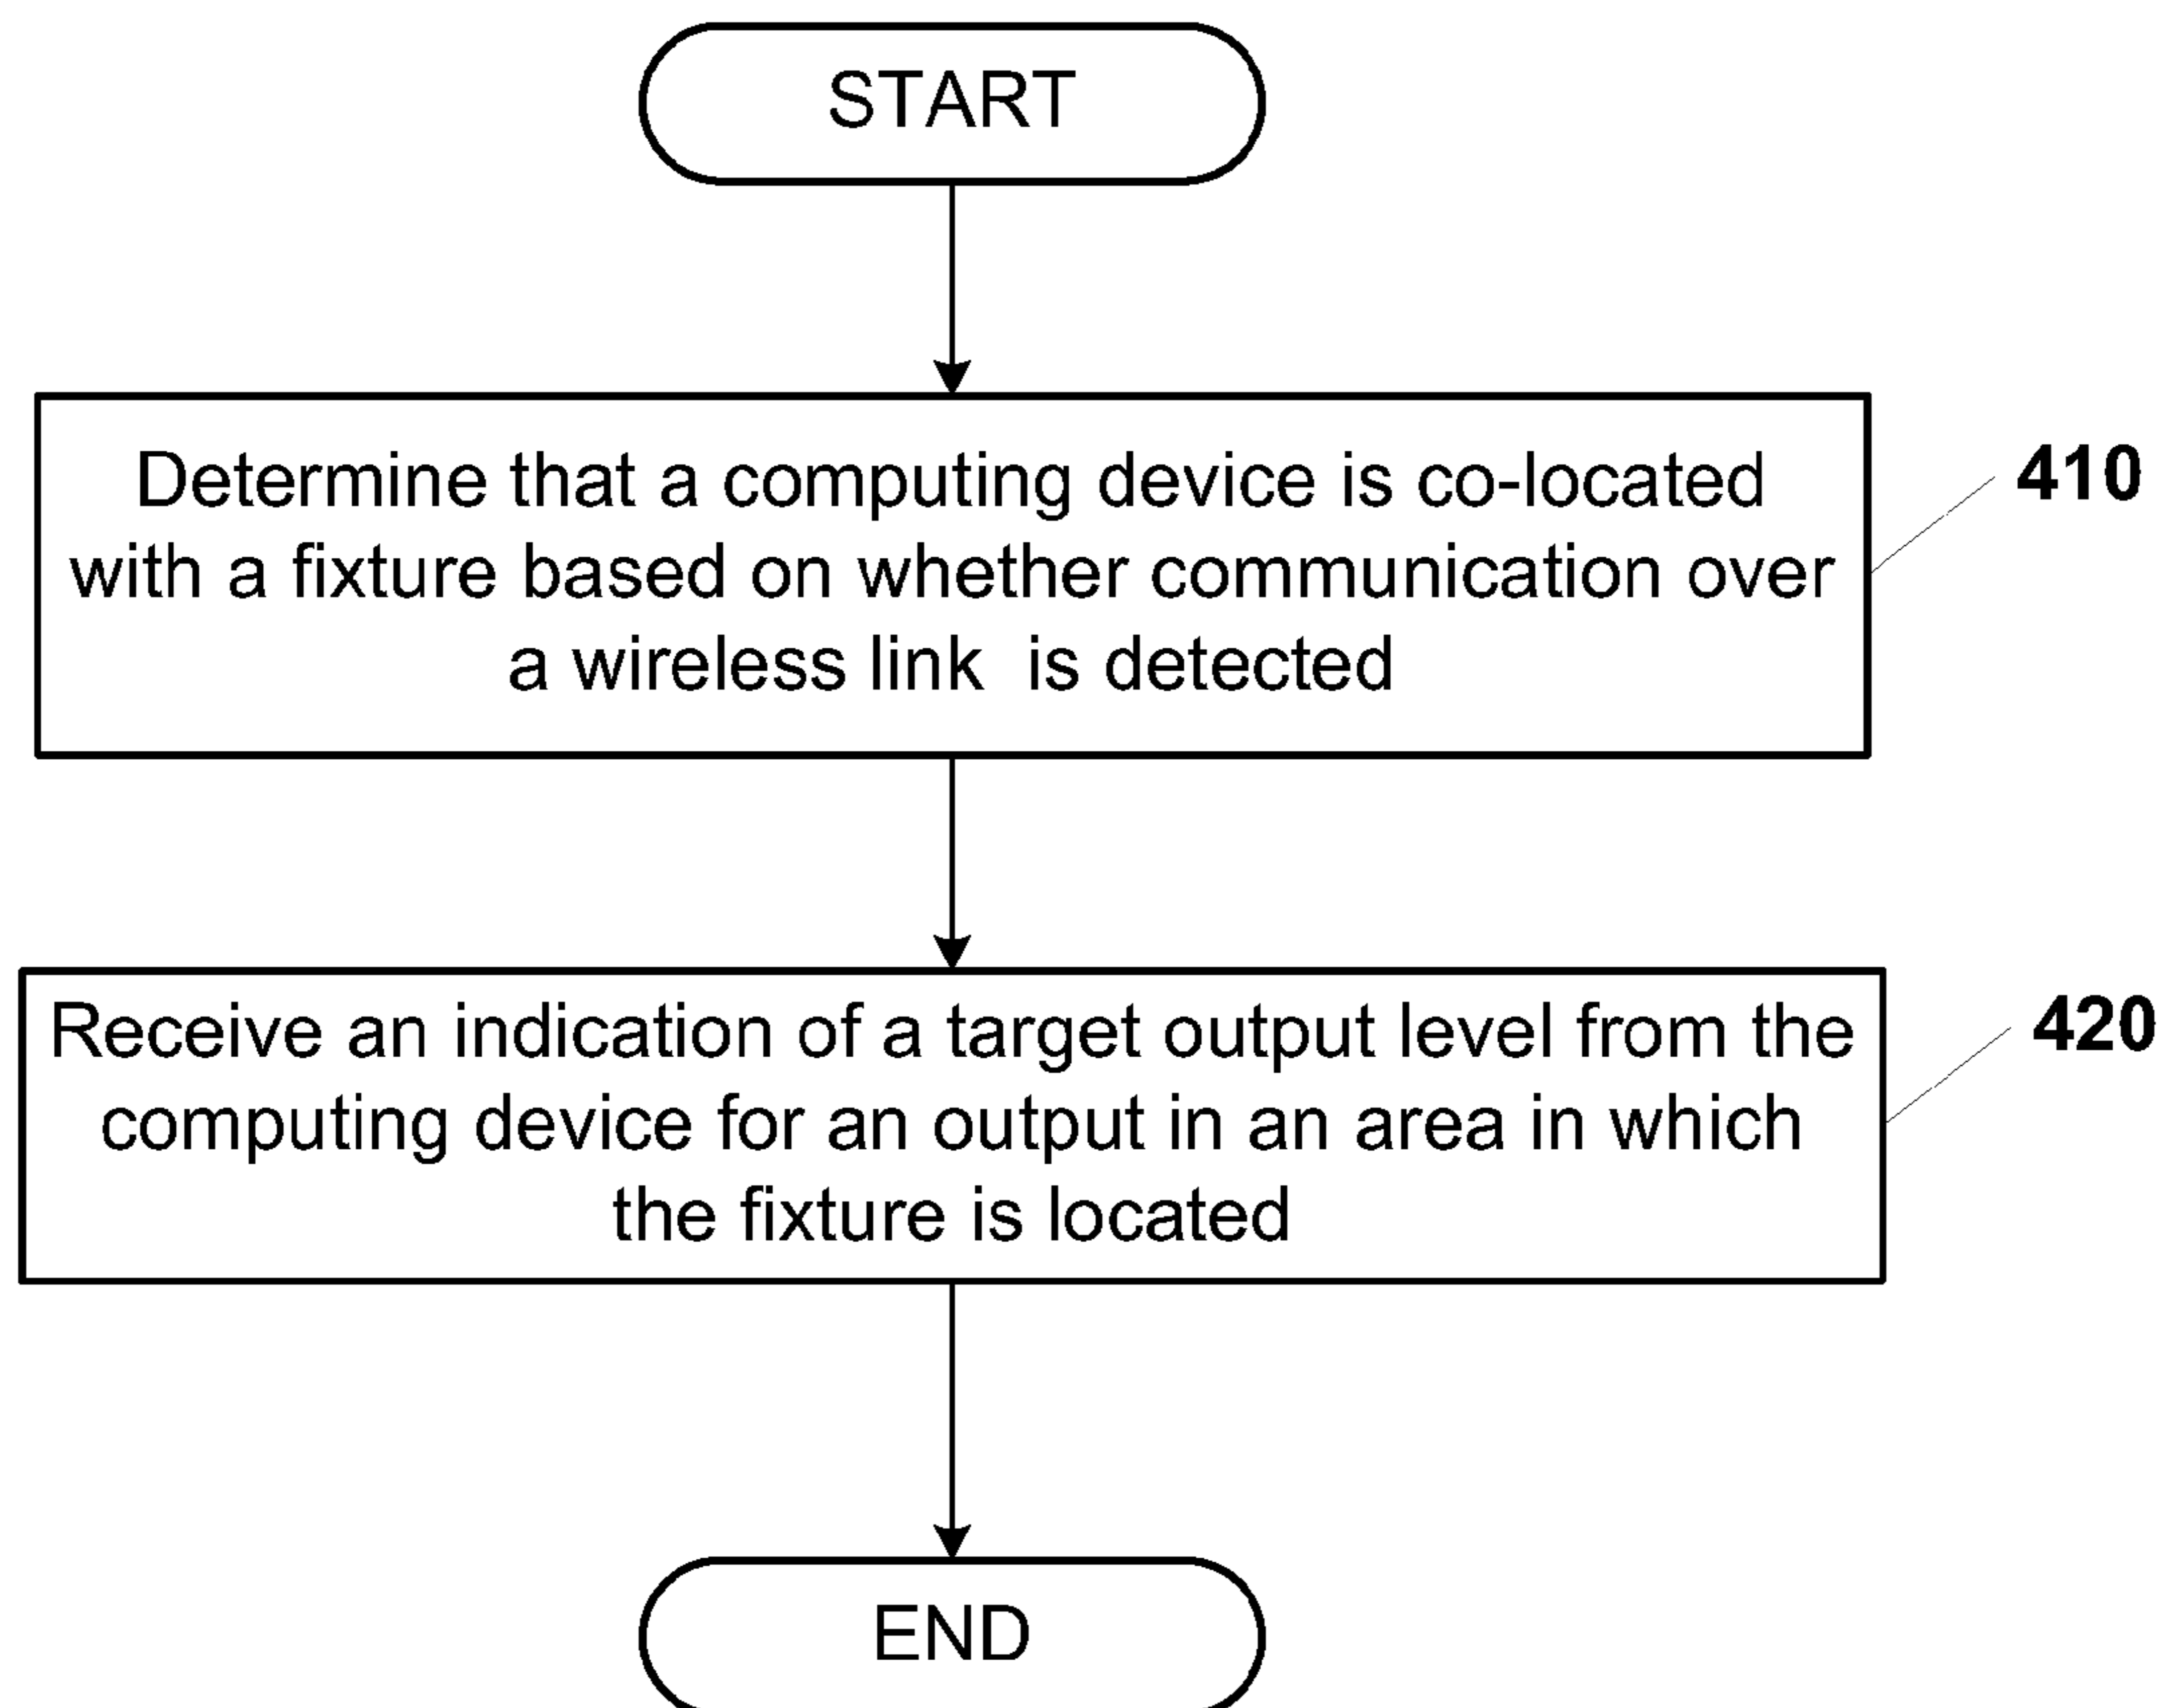 START
Determine that a computing device is co-located
with a fixture based on whether communication over
a wireless link is detected
410
Receive an indication of a target output level from the
computing device for an output in an area in which
the fixture is located
420
END